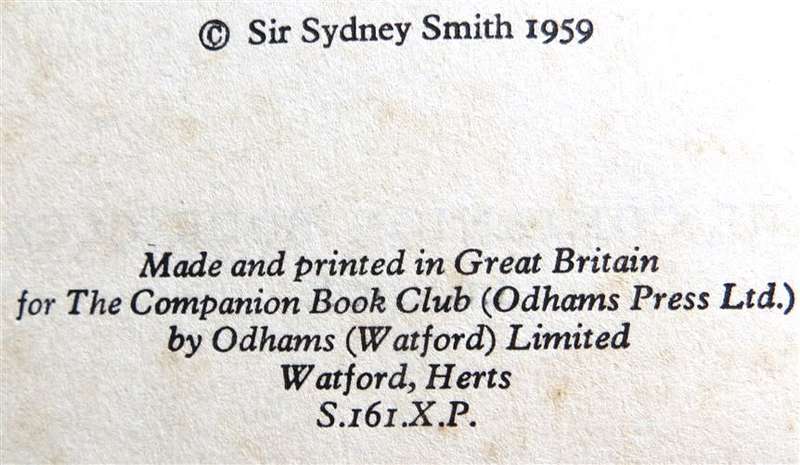 © Sir Sydney Smith 1959
Made and printed in Great Britain
for The Companion Book Club (Odhams Press Ltd.)
by Odhams (Watford) Limited
Watford, Herts
S.161.X.P.